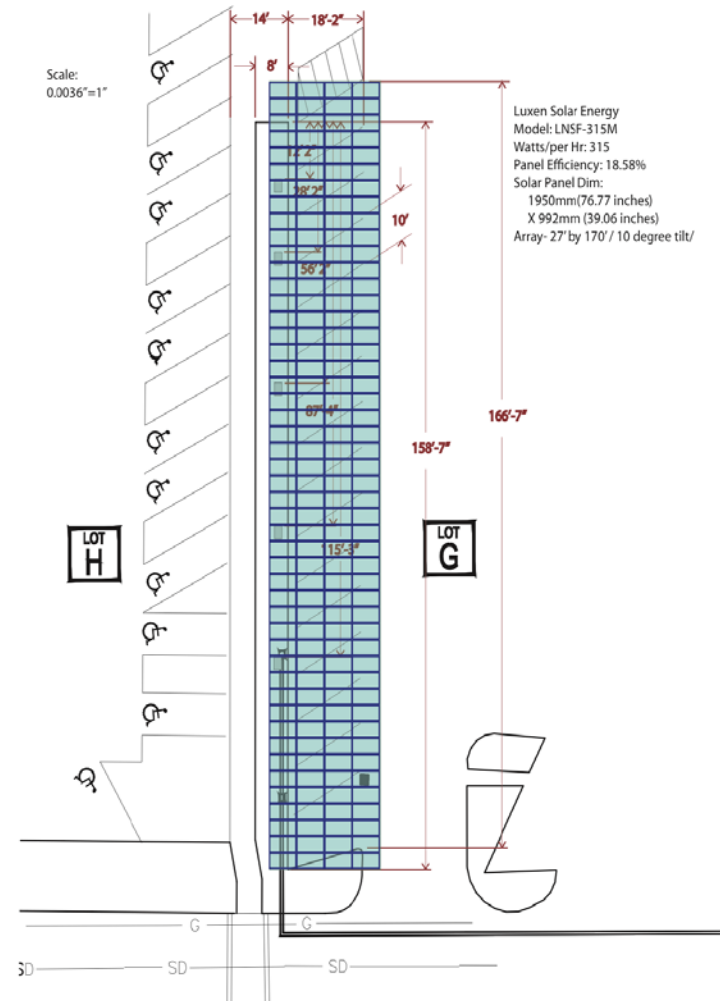 14'
18'-2"
8'
Scale:
0.0036"=1"
Luxen Solar Energy
Model: LNSF-315M
Watts/per Hr: 315
Panel Efficiency: 18.58%
Solar Panel Dim:
1950mm(76.77 inches)
X 992mm (39.06 inches)
Array- 27' by 170' / 10 degree tilt/
12'2"
28'2"
10'
56'2"
87'-4"
166'-7"
158'-7"
LOT
H
LOT
G
115'-3"
G
G
SD
SD
SD